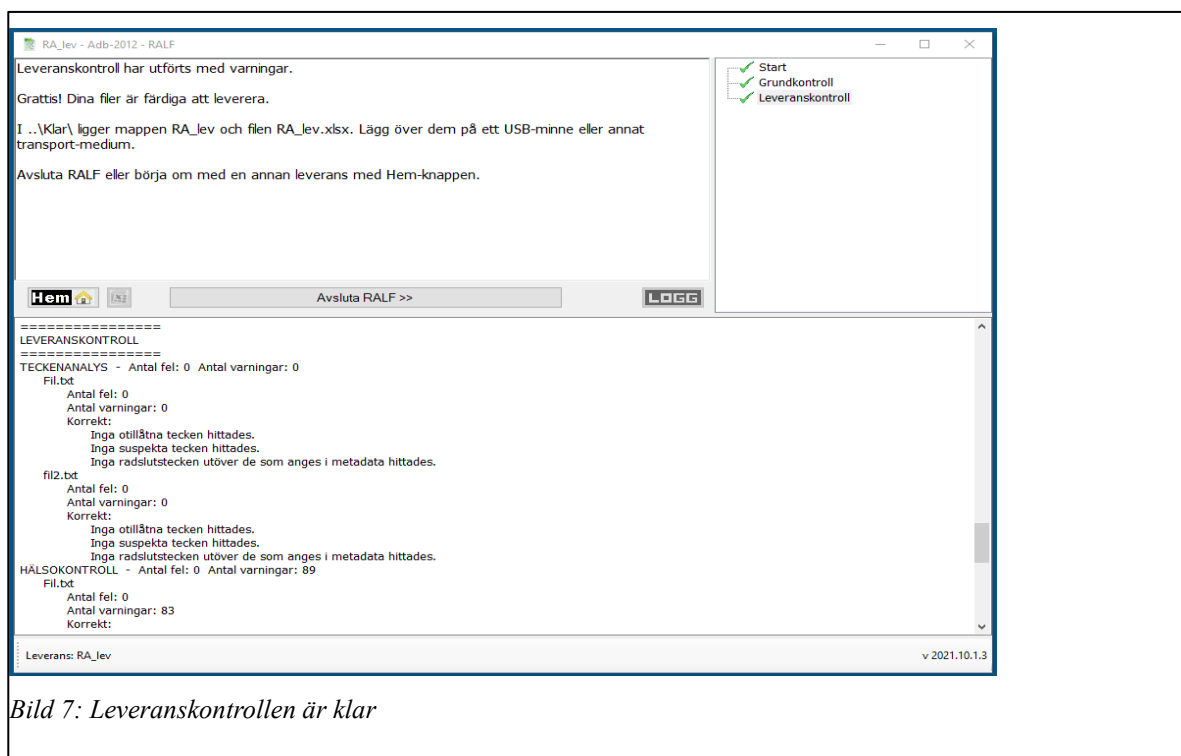 RA_lev - Adb-2012 - RALF
Leveranskontroll har utförts med varningar.
Grattis! Dina filer är färdiga att leverera.
I ..\Klar\ ligger mappen RA_lev och filen RA_lev.xlsx. Lägg över dem på ett USB-minne eller annat
transport-medium.
Avsluta RALF eller börja om med en annan leverans med Hem-knappen.
Start
Grundkontroll
Leveranskontroll
Hem
Avsluta RALF >>
LOGG
================
LEVERANSKONTROLL
================
TECKENANALYS - Antal fel: 0 Antal varningar: 0
Fil.txt
Antal fel: 0
Antal varningar: 0
Korrekt:
Inga otillåtna tecken hittades.
Inga suspekta tecken hittades.
Inga radslutstecken utöver de som anges i metadata hittades.
fil2.txt
Antal fel: 0
Antal varningar: 0
Korrekt:
Inga otillåtna tecken hittades.
Inga suspekta tecken hittades.
Inga radslutstecken utöver de som anges i metadata hittades.
HÄLSOKONTROLL - Antal fel: 0 Antal varningar: 89
Fil.txt
Antal fel: 0
Antal varningar: 83
Korrekt:
Leverans: RA_lev
v 2021.10.1.3
Bild 7: Leveranskontrollen är klar